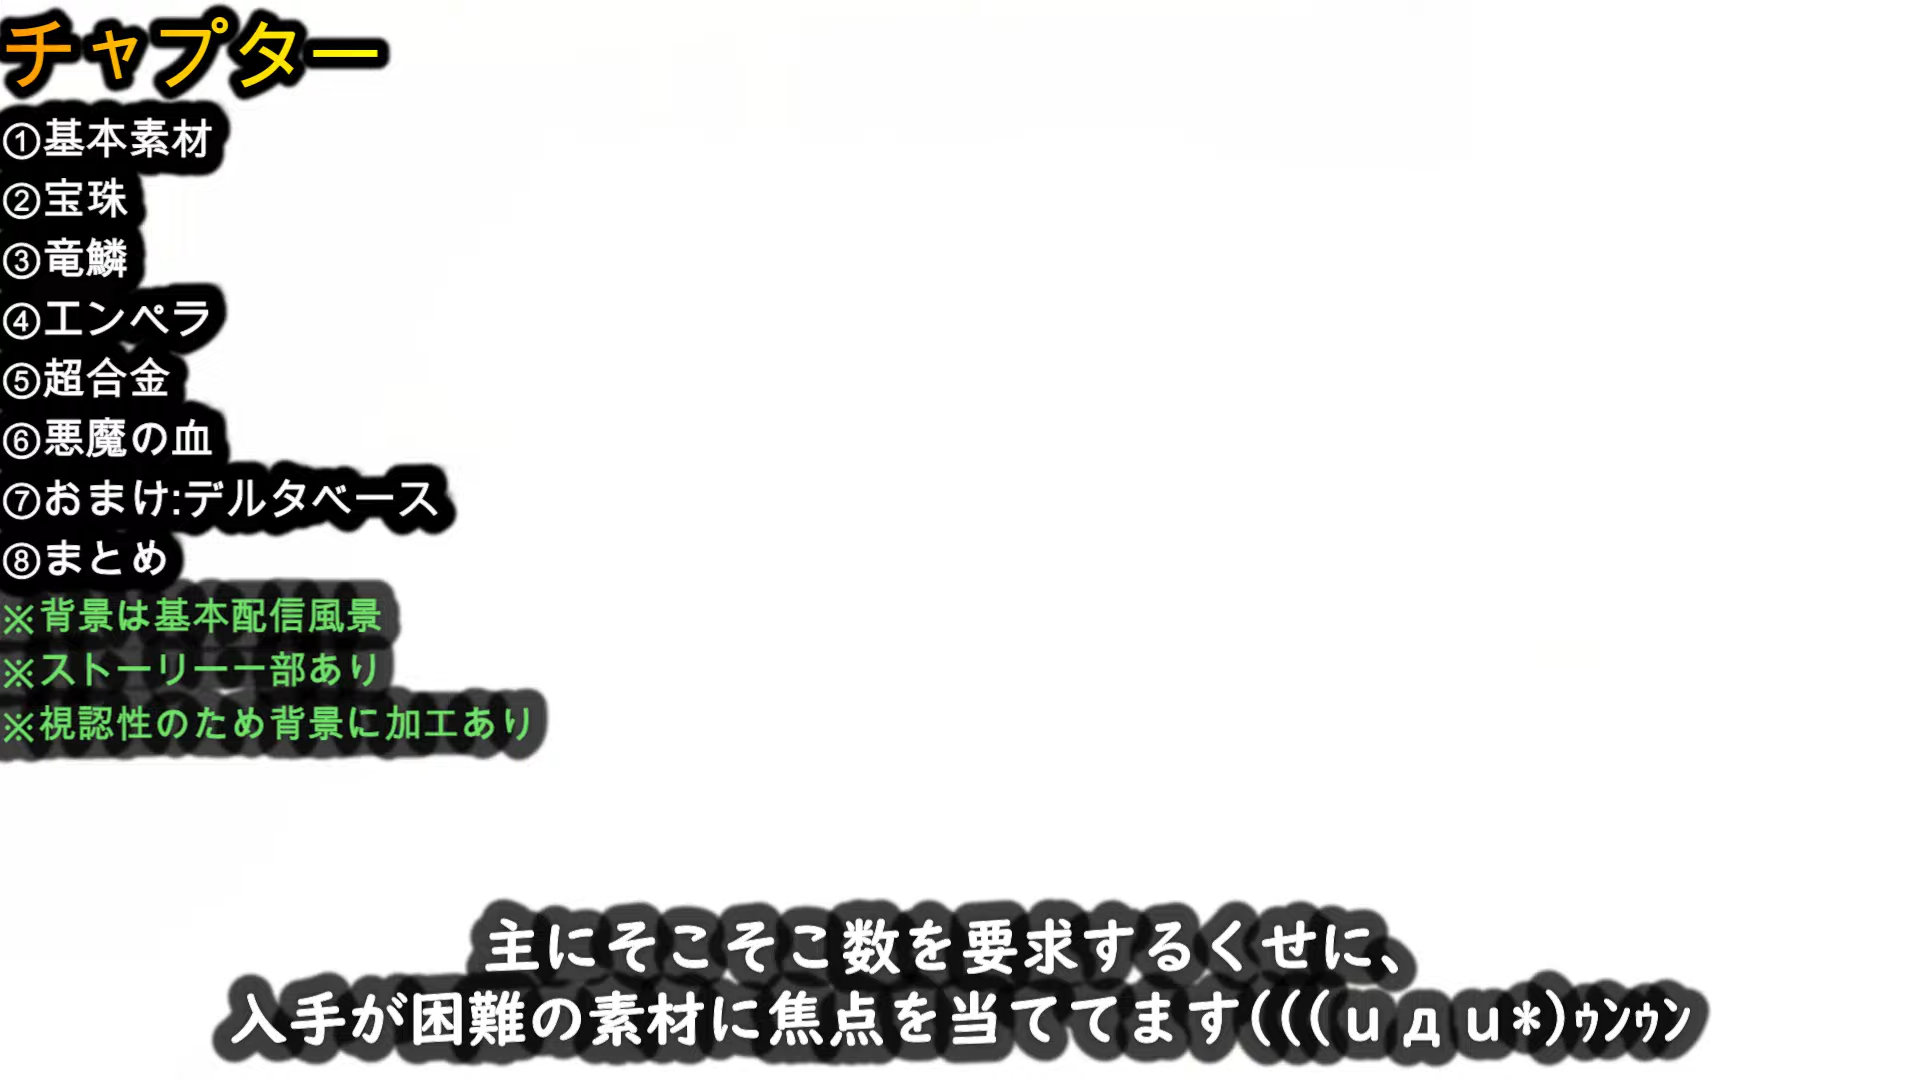 チャプター
①基本素材
②宝珠
③竜鱗
④エンペラ
⑤超合金
⑥悪魔の血
⑦おまけ:デルタベース
⑧まとめ
※背景は基本配信風景
※ストーリー一部あり
※視認性のため背景に加工あり
主にそこそこ数を要求するくせに、
入手が困難の素材に焦点を当ててます(((uдu*)ゥンゥン